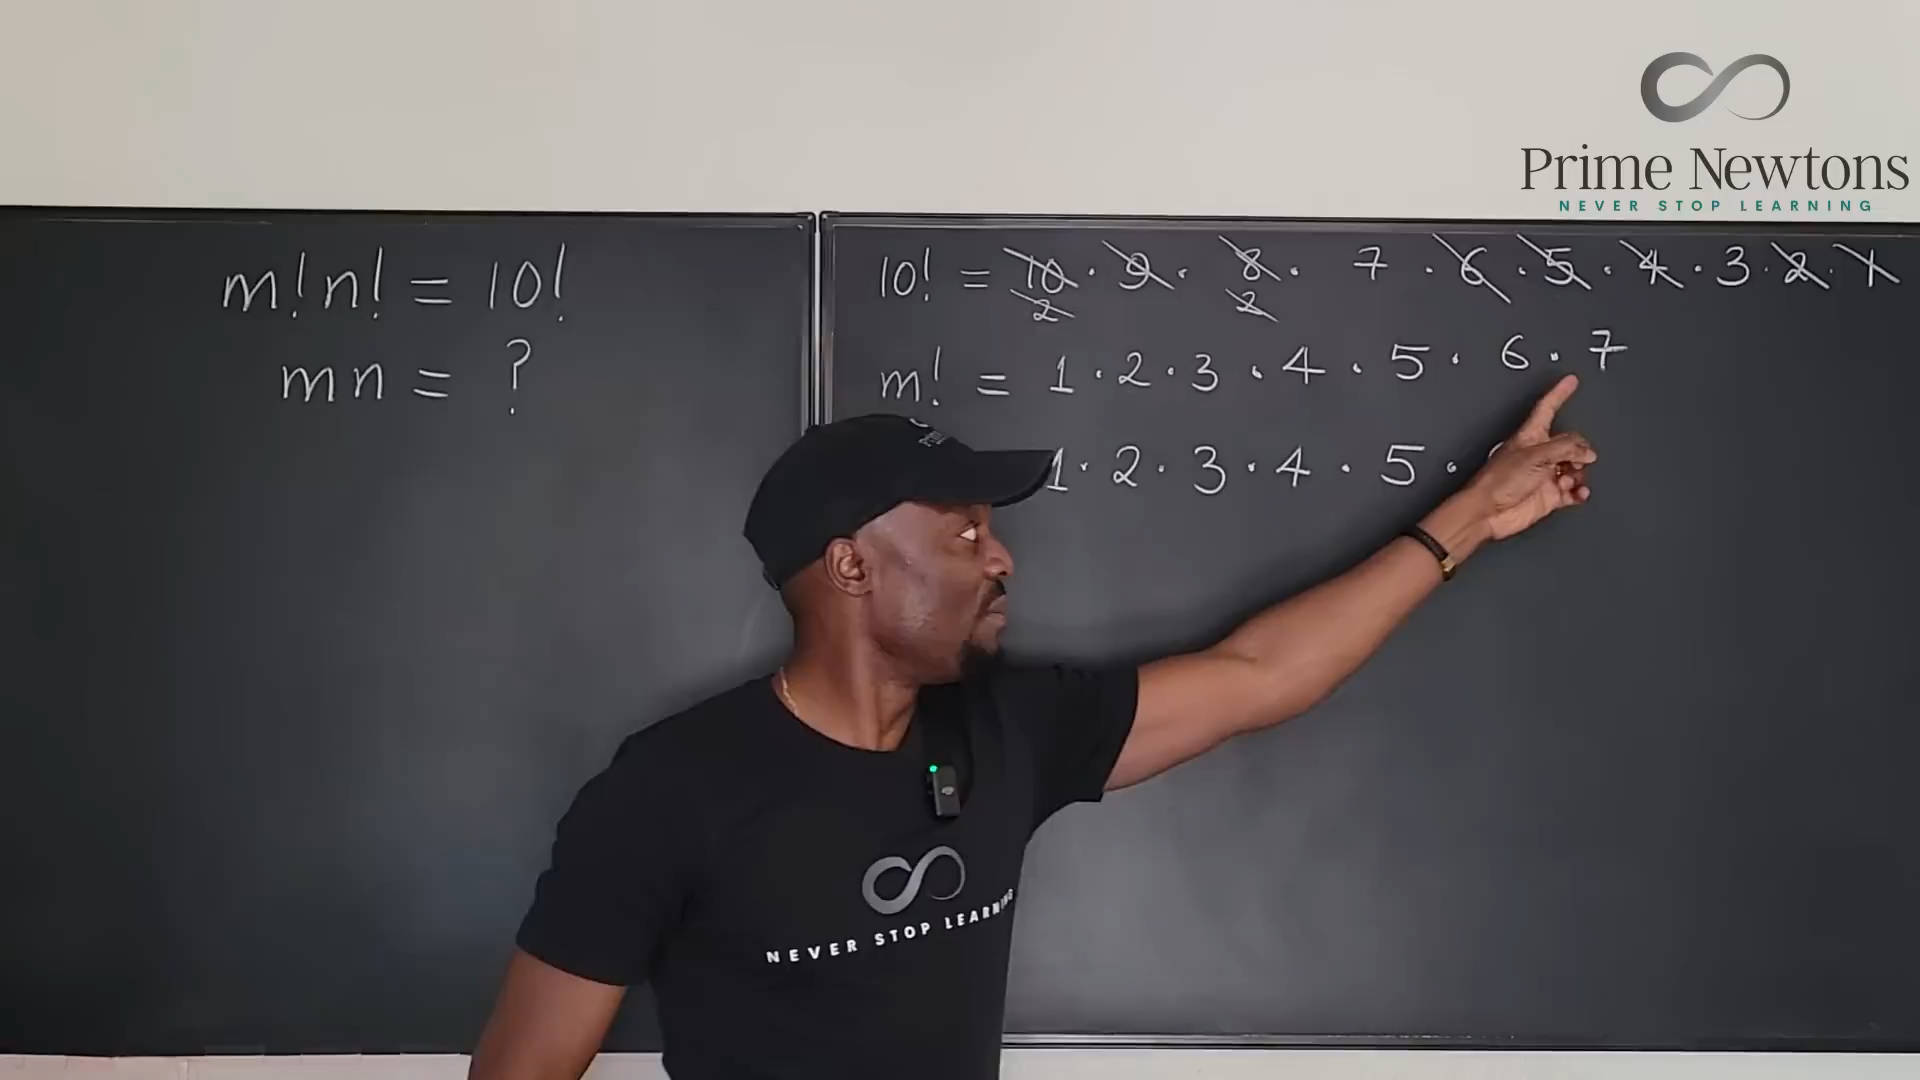 Prime Newtons
NEVER STOP LEARNING
m!n! = 10!
mn = ?
10! = 10 · 9 · 8 · 7 · 6 · 5 · 4 · 3 · 2 · 1
2 2
m! = 1 · 2 · 3 · 4 · 5 · 6 · 7
1 · 2 · 3 · 4 · 5 ·
NEVER STOP LEARNING